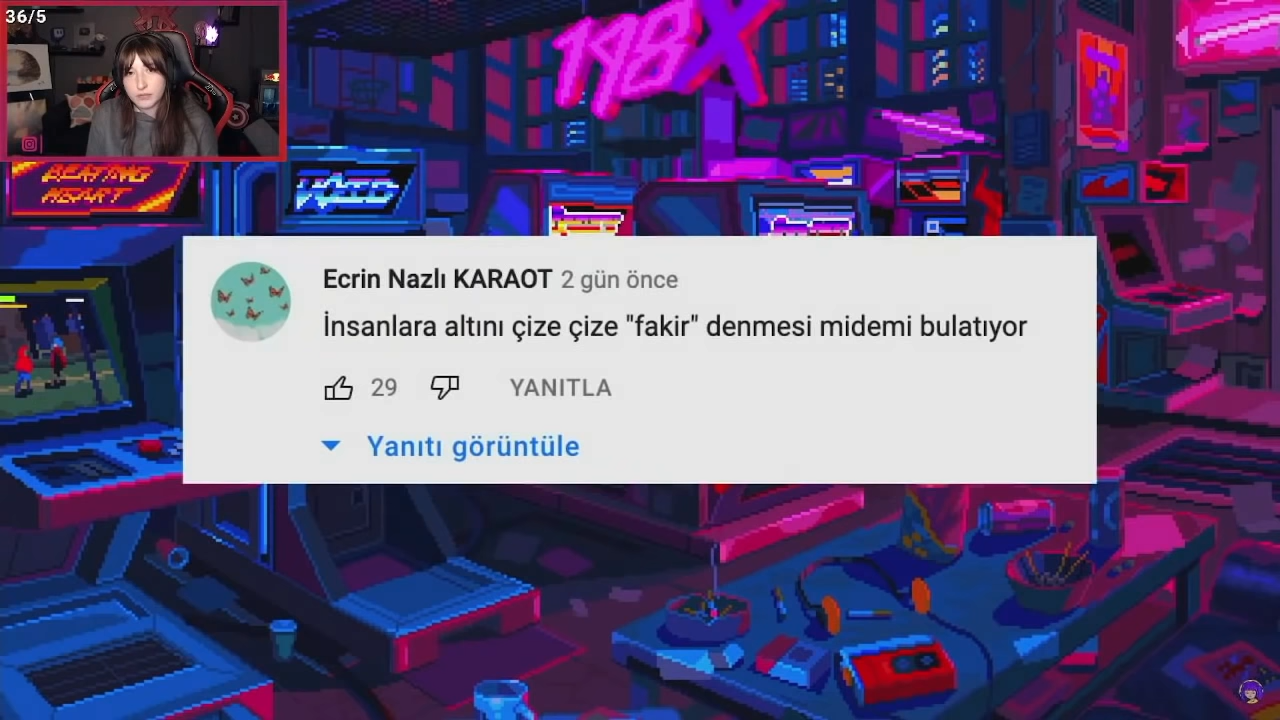 36/5
198X
BEATING
HEART
WILD
Ecrin Nazlı KARAOT 2 gün önce
İnsanlara altını çize çize "fakir" denmesi midemi bulatıyor
29 YANITLA
Yanıtı görüntüle